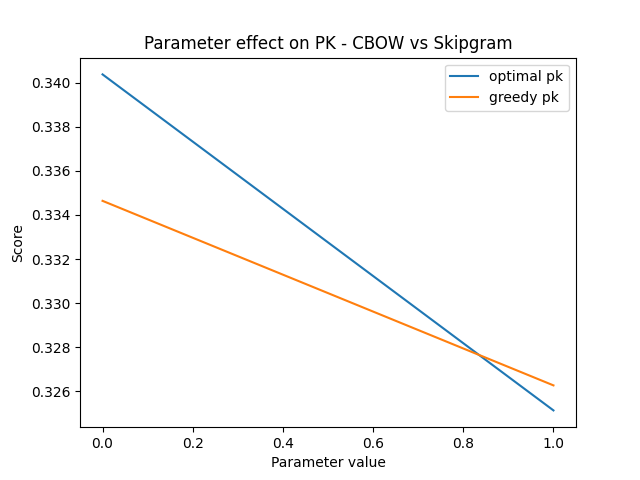 Parameter effect on PK - CBOW vs Skipgram
optimal pk
greedy pk
0.340
0.338
0.336
0.334
0.332
0.330
0.328
0.326
Score
0.0 0.2 0.4 0.6 0.8 1.0
Parameter value